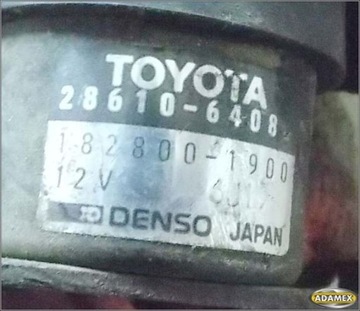 TOYOTA
28610-6408
182800-1900
12V
DENSO JAPAN
ADAMEX